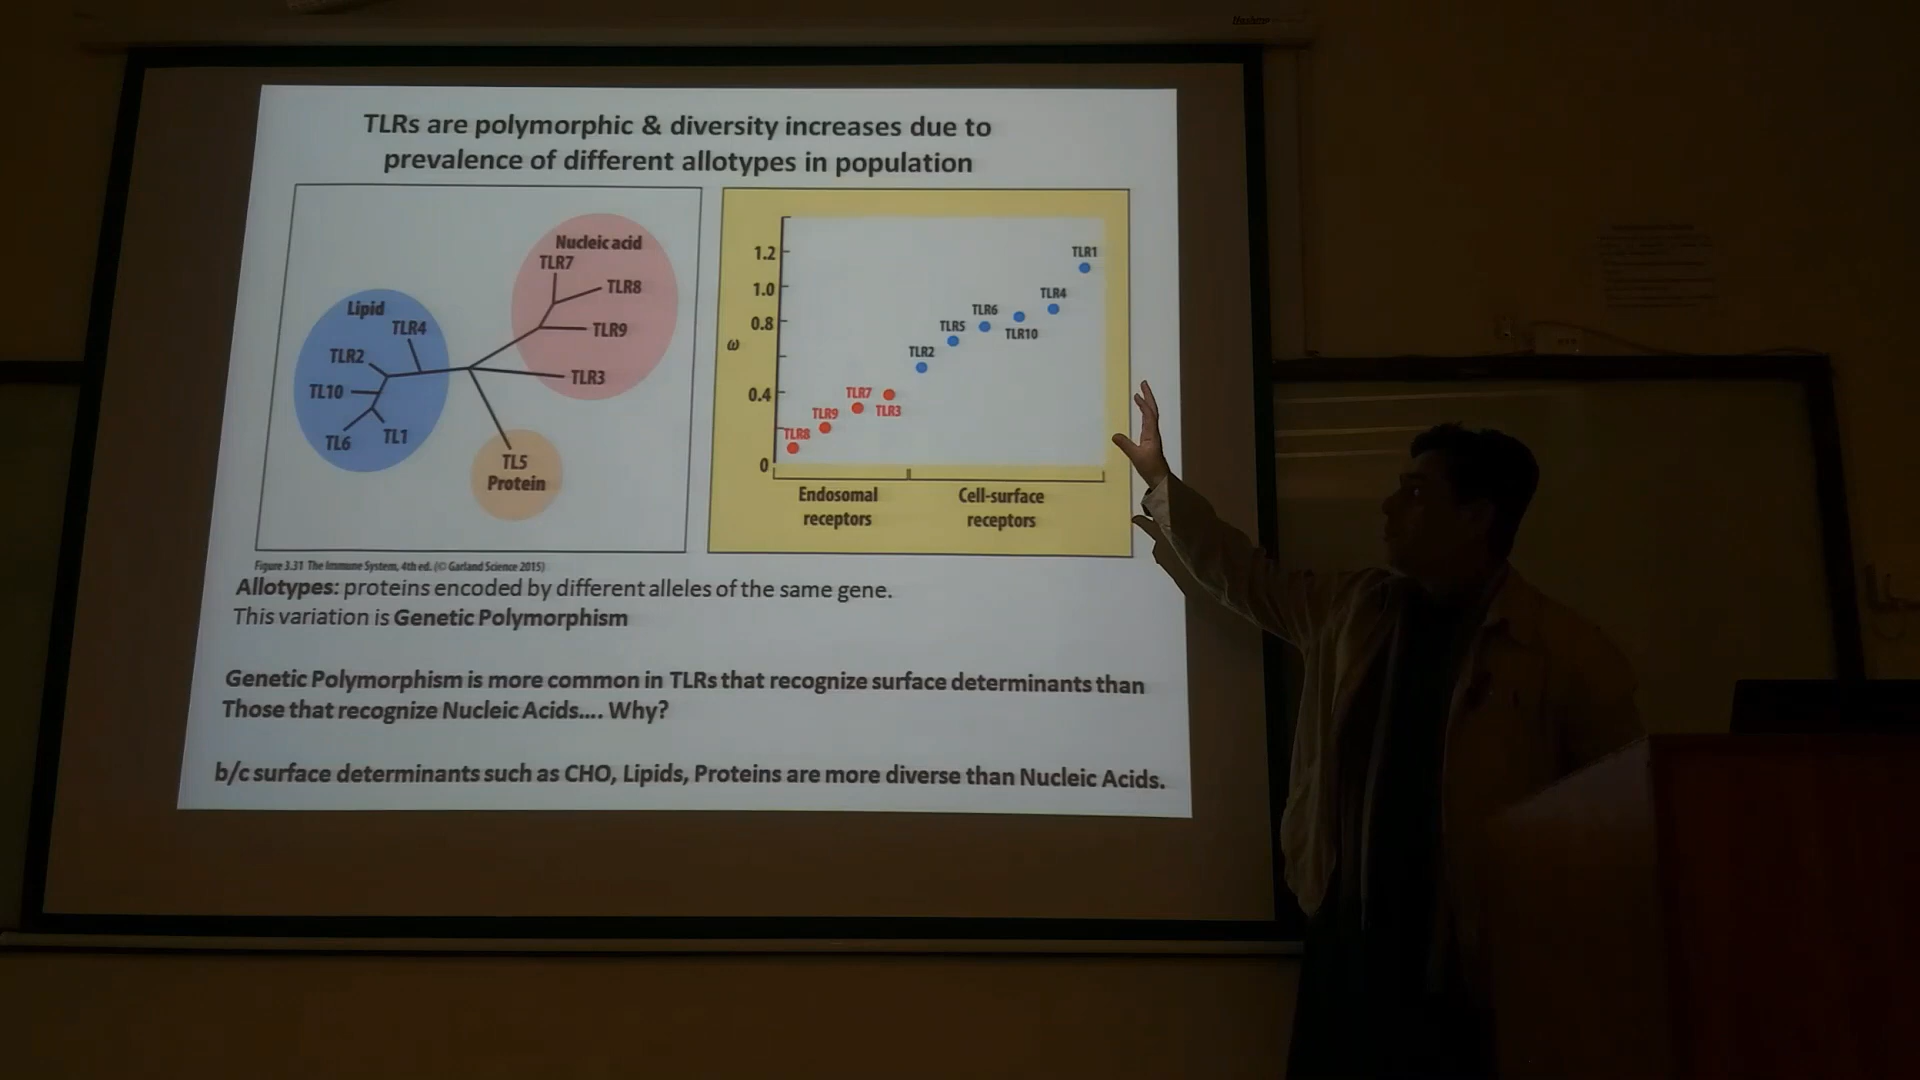 TLRs are polymorphic & diversity increases due to
prevalence of different allotypes in population
Nucleic acid
TLR7
TLR8
TLR9
TLR3
Lipid
TLR4
TLR2
TL10
TL6
TL1
TL5
Protein
1.2
1.0
0.8
0.4
0
ω
TLR8
TLR9
TLR7
TLR3
TLR2
TLR5
TLR6
TLR10
TLR4
TLR1
Endosomal
receptors
Cell-surface
receptors
Figure 3.31 The Immune System, 4th ed. (© Garland Science 2015)
Allotypes: proteins encoded by different alleles of the same gene.
This variation is Genetic Polymorphism
Genetic Polymorphism is more common in TLRs that recognize surface determinants than
Those that recognize Nucleic Acids.... Why?
b/c surface determinants such as CHO, Lipids, Proteins are more diverse than Nucleic Acids.